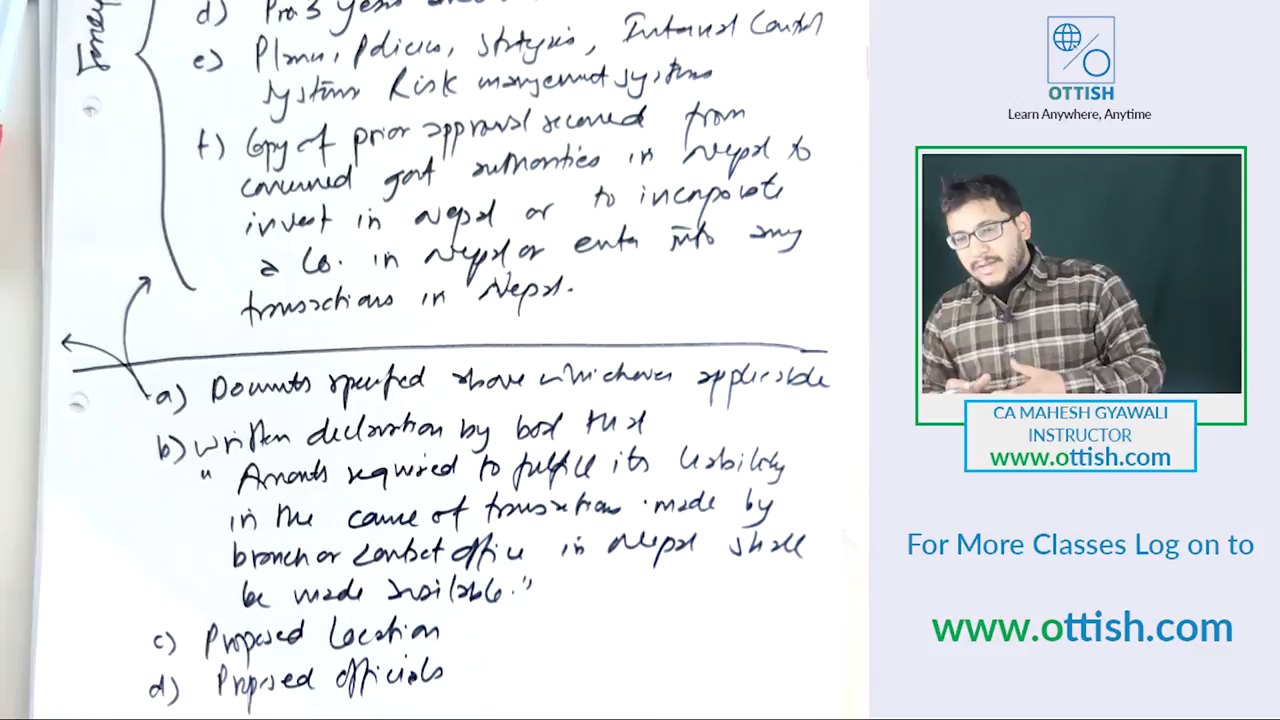 d) Pro 3 years
e) Plans, policies, strategies, Internal Control
systems Risk management systems
f) Copy of prior approval secured from
concerned govt authorities in Nepal to
invest in Nepal or to incorporate
a Co. in Nepal or enter into any
transactions in Nepal.
a) Documents specified above whichever applicable
b) written declaration by bod that
" Amounts required to fulfill its liability
in the course of transactions made by
branch or contact office in Nepal shall
be made available."
c) Proposed Location
d) Proposed officials
OTTISH
Learn Anywhere, Anytime
CA MAHESH GYAWALI
INSTRUCTOR
www.ottish.com
For More Classes Log on to
www.ottish.com